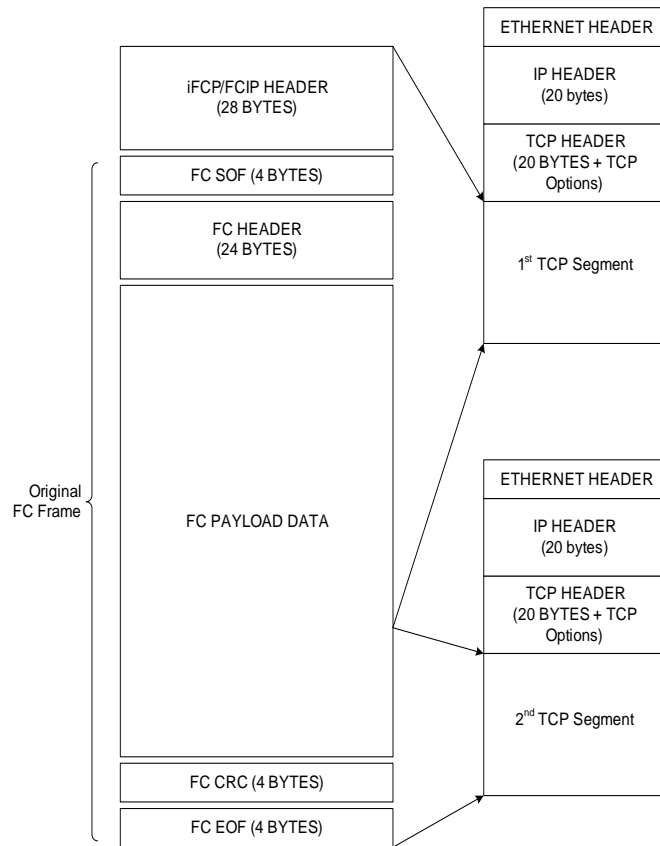 iFCP/FCIP HEADER
(28 BYTES)
FC SOF (4 BYTES)
FC HEADER
(24 BYTES)
Original
FC Frame
FC PAYLOAD DATA
FC CRC (4 BYTES)
FC EOF (4 BYTES)
ETHERNET HEADER
IP HEADER
(20 bytes)
TCP HEADER
(20 BYTES + TCP
Options)
1st TCP Segment
ETHERNET HEADER
IP HEADER
(20 bytes)
TCP HEADER
(20 BYTES + TCP
Options)
2nd TCP Segment